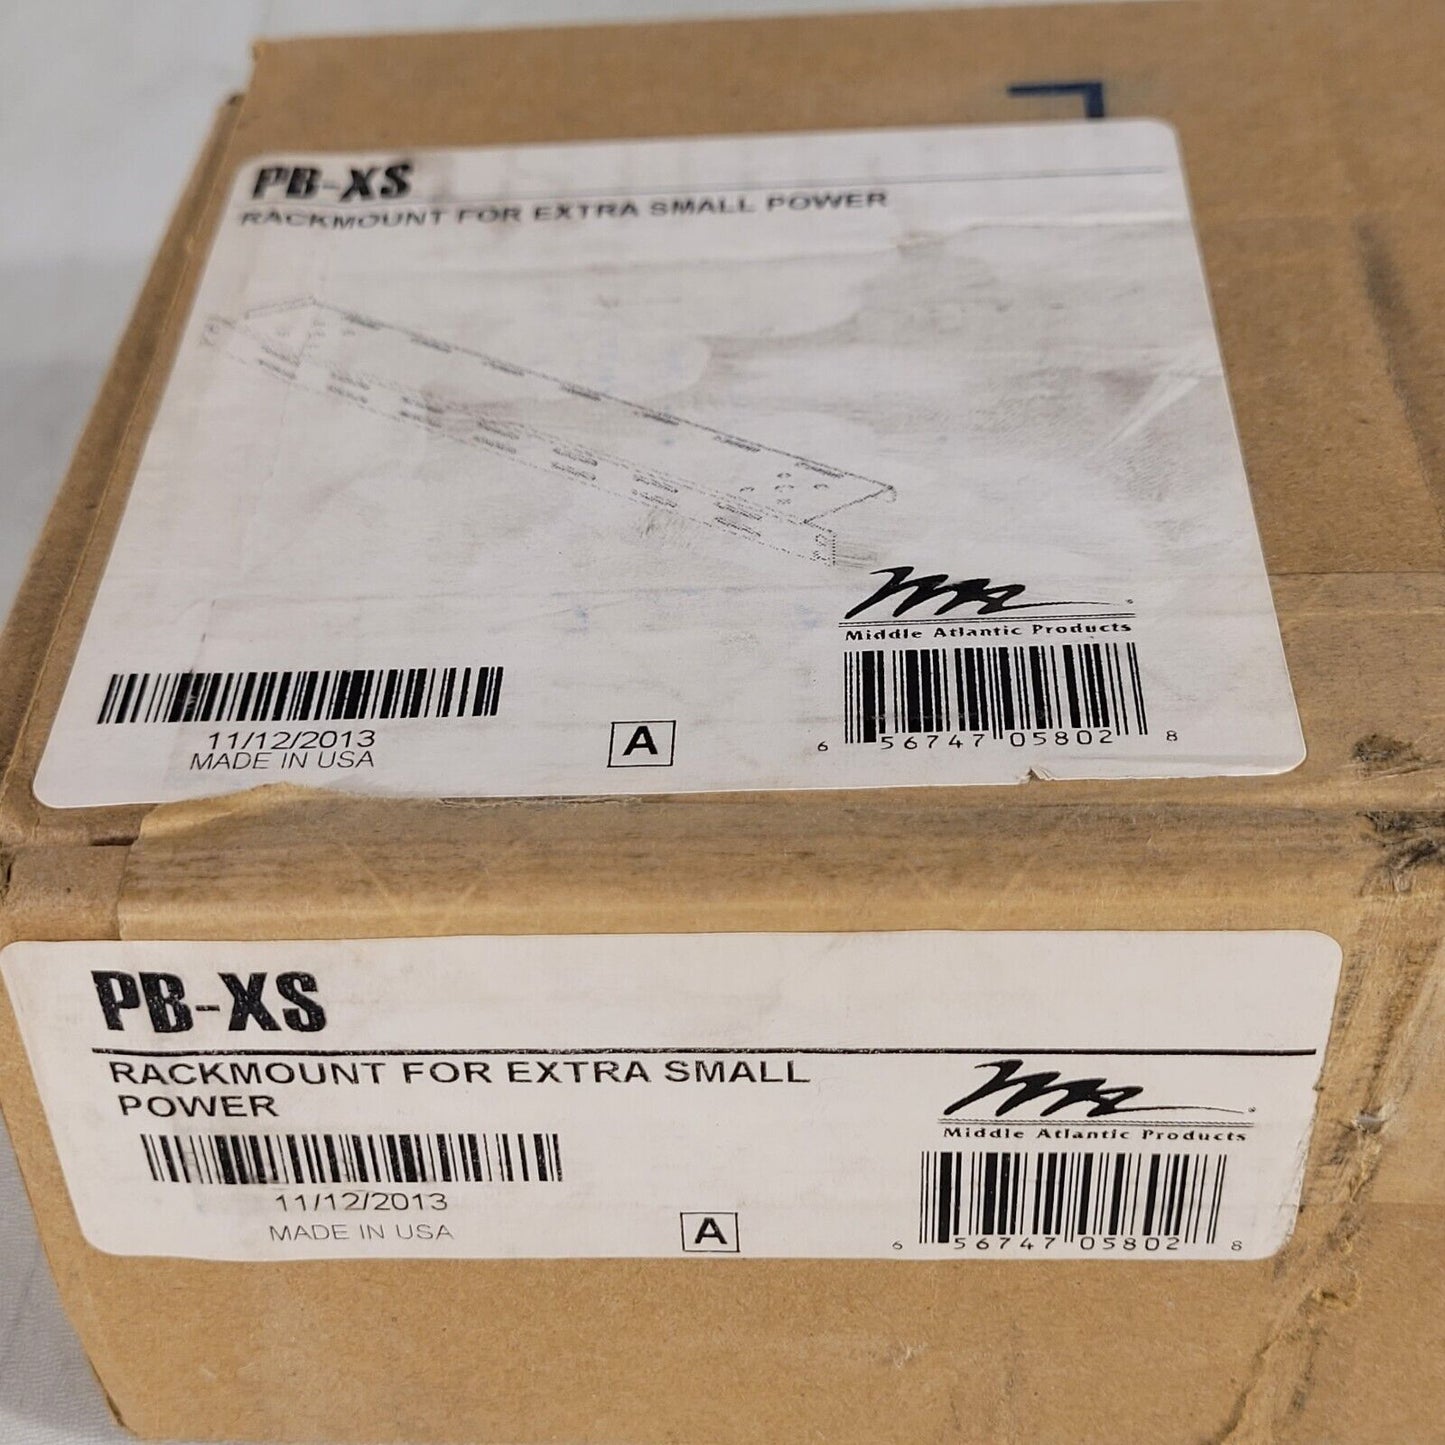 PB-XS
RACKMOUNT FOR EXTRA SMALL POWER
Middle Atlantic Products
11/12/2013
MADE IN USA
A
6 56747 05802 8
PB-XS
RACKMOUNT FOR EXTRA SMALL
POWER
Middle Atlantic Products
11/12/2013
MADE IN USA
A
6 56747 05802 8